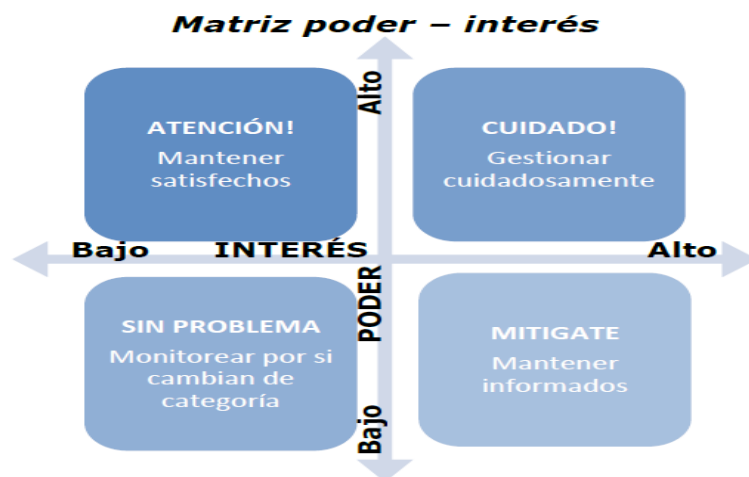 Matriz poder – interés
Alto
ATENCIÓN!
Mantener
satisfechos
CUIDADO!
Gestionar
cuidadosamente
Bajo INTERÉS Alto
PODER
SIN PROBLEMA
Monitorear por si
cambian de
categoría
MITIGATE
Mantener
informados
Bajo